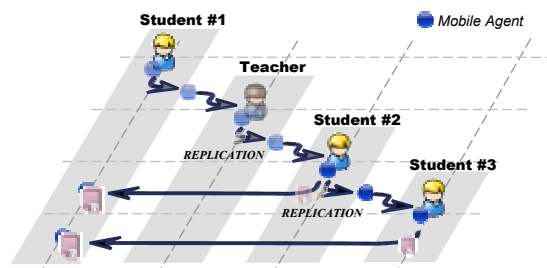 Student #1
Mobile Agent
Teacher
Student #2
REPLICATION
Student #3
REPLICATION